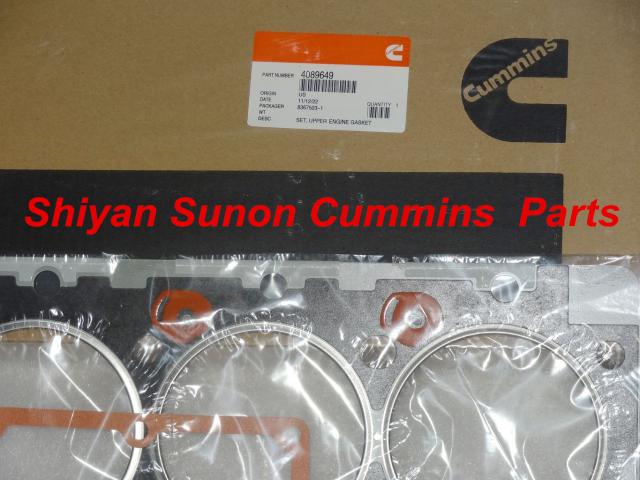 PART NUMBER 4089649
ORIGIN US
DATE 11/12/22
PACKAGER 8367503-1 QUANTITY 1
WT
DESC SET, UPPER ENGINE GASKET
Cummins
Shiyan Sunon Cummins Parts